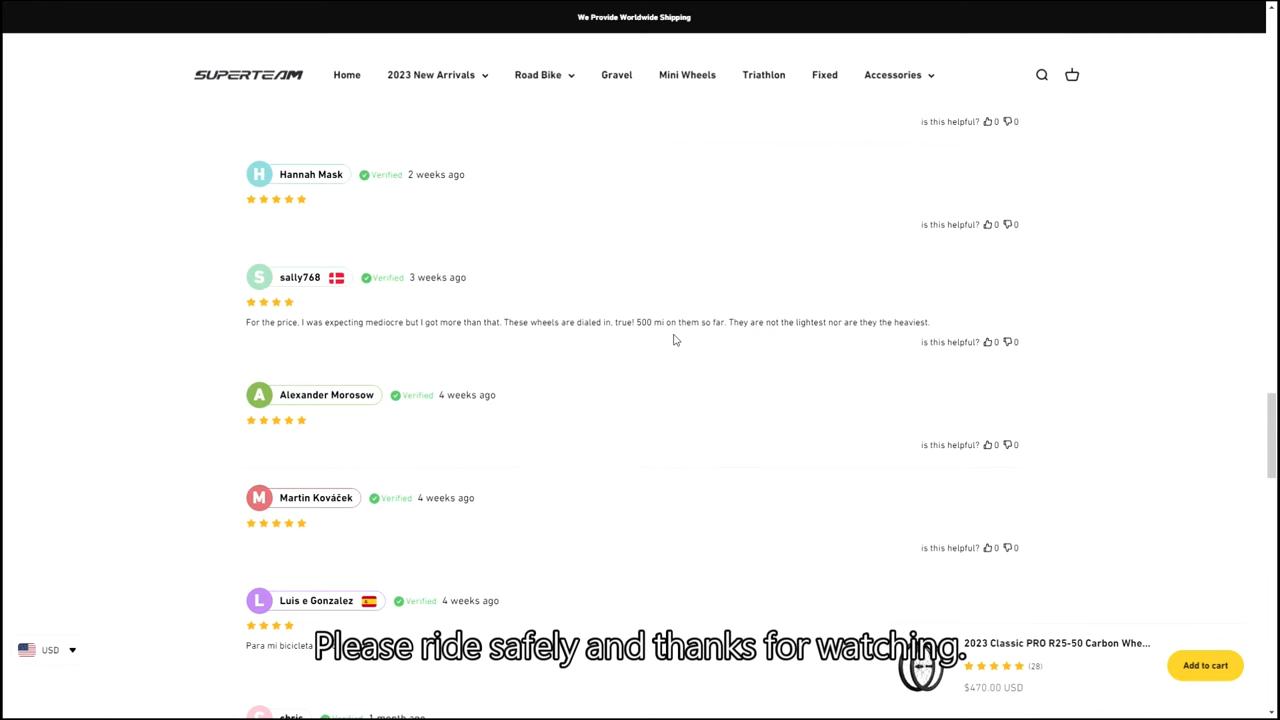 We Provide Worldwide Shipping
SUPERTEAM Home 2023 New Arrivals Road Bike Gravel Mini Wheels Triathlon Fixed Accessories
is this helpful? 0 0
H Hannah Mask Verified 2 weeks ago
is this helpful? 0 0
S sally768 Verified 3 weeks ago
For the price, I was expecting mediocre but I got more than that. These wheels are dialed in, true! 500 mi on them so far. They are not the lightest nor are they the heaviest.
is this helpful? 0 0
A Alexander Morosow Verified 4 weeks ago
is this helpful? 0 0
M Martin Kováček Verified 4 weeks ago
is this helpful? 0 0
L Luis e Gonzalez Verified 4 weeks ago
Para mi bicicleta
Please ride safely and thanks for watching.
USD
2023 Classic PRO R25-50 Carbon Whe...
(28)
$470.00 USD
Add to cart
chris Verified 1 month ago